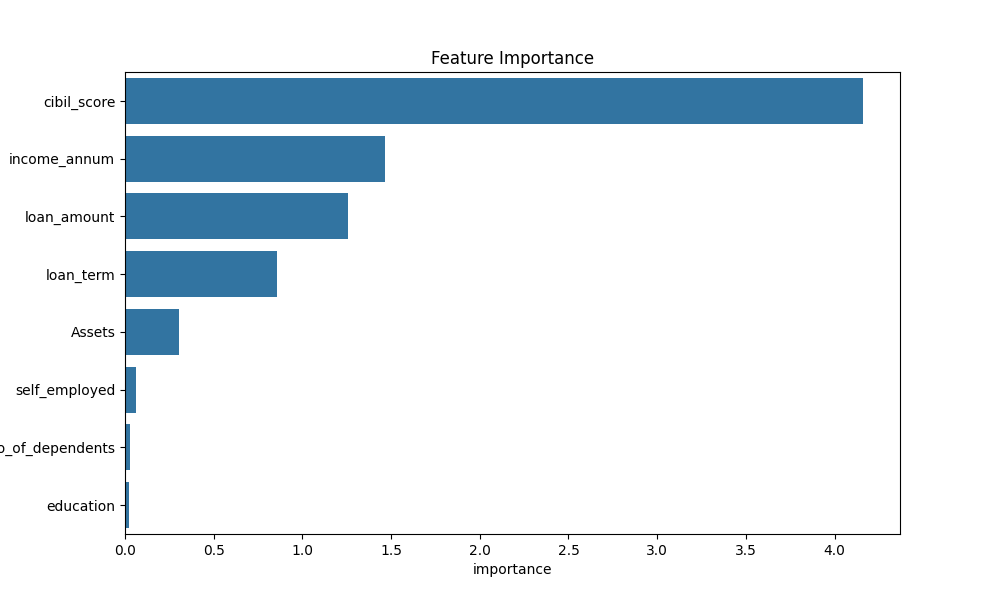 Feature Importance
cibil_score
income_annum
loan_amount
loan_term
Assets
self_employed
o_of_dependents
education
0.0 0.5 1.0 1.5 2.0 2.5 3.0 3.5 4.0
importance